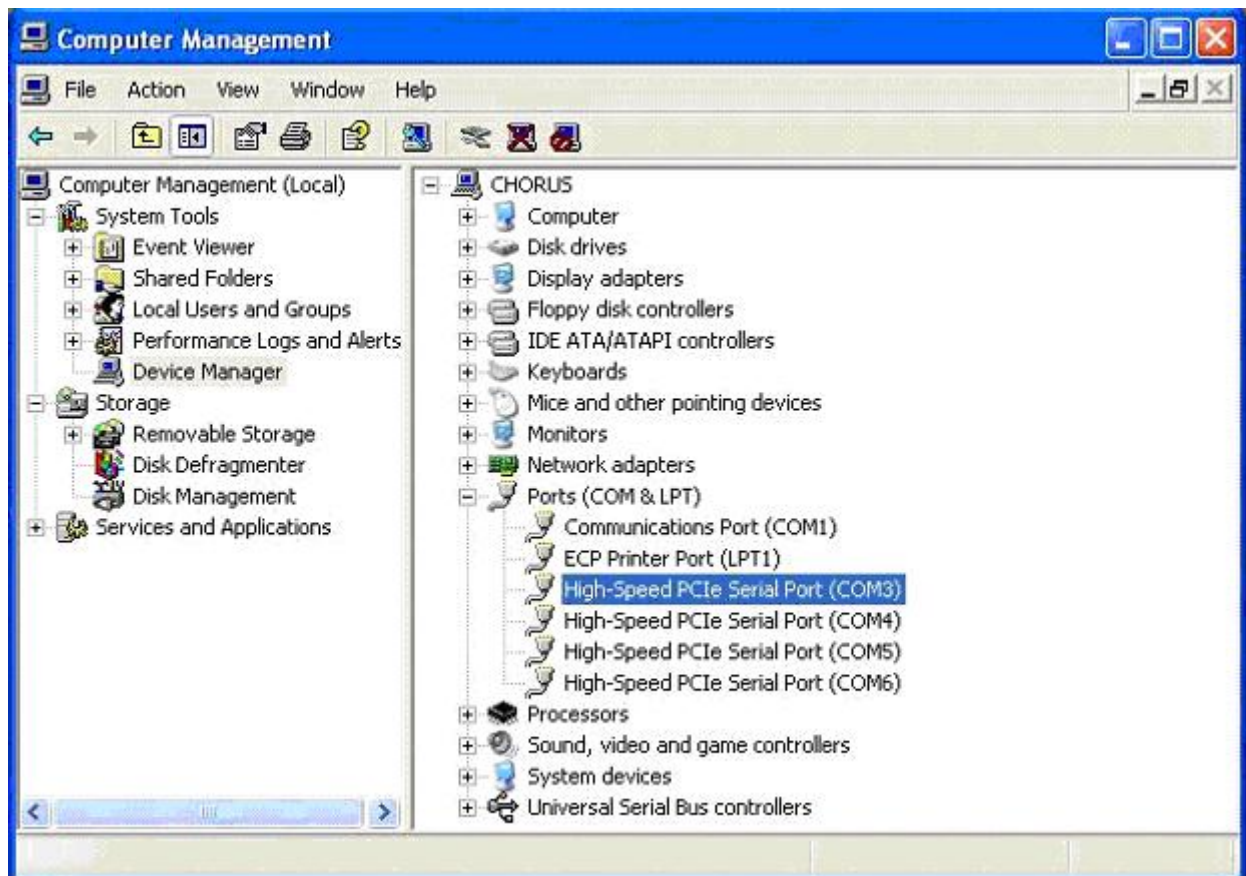 Computer Management
File Action View Window Help
Computer Management (Local)
System Tools
Event Viewer
Shared Folders
Local Users and Groups
Performance Logs and Alerts
Device Manager
Storage
Removable Storage
Disk Defragmenter
Disk Management
Services and Applications
CHORUS
Computer
Disk drives
Display adapters
Floppy disk controllers
IDE ATA/ATAPI controllers
Keyboards
Mice and other pointing devices
Monitors
Network adapters
Ports (COM & LPT)
Communications Port (COM1)
ECP Printer Port (LPT1)
High-Speed PCIe Serial Port (COM3)
High-Speed PCIe Serial Port (COM4)
High-Speed PCIe Serial Port (COM5)
High-Speed PCIe Serial Port (COM6)
Processors
Sound, video and game controllers
System devices
Universal Serial Bus controllers